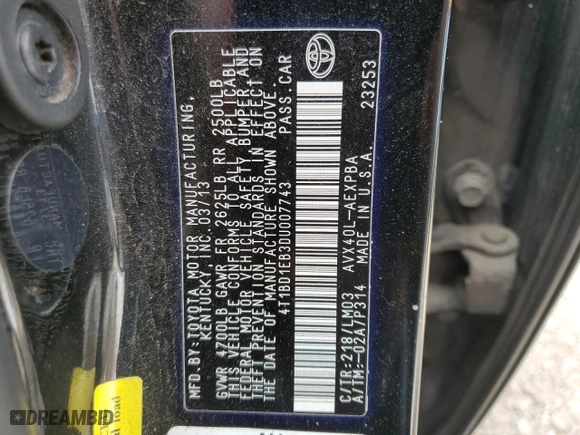 MFD.BY:TOYOTA MOTOR MANUFACTURING,
KENTUCKY, INC. 03/13
GVWR 4700LB GAWR FR 2625LB RR 2500LB
THIS VEHICLE CONFORMS TO ALL APPLICABLE
FEDERAL MOTOR VEHICLE SAFETY, BUMPER, AND
THEFT PREVENTION STANDARDS IN EFFECT ON
THE DATE OF MANUFACTURE SHOWN ABOVE.
4T1BD1EB3DU007743 PASS.CAR
C/TR:218/LM03 AVX40L-AEXPBA
A/TM:-02A/P314 MADE IN U.S.A.
23253
load
AutoBidCar